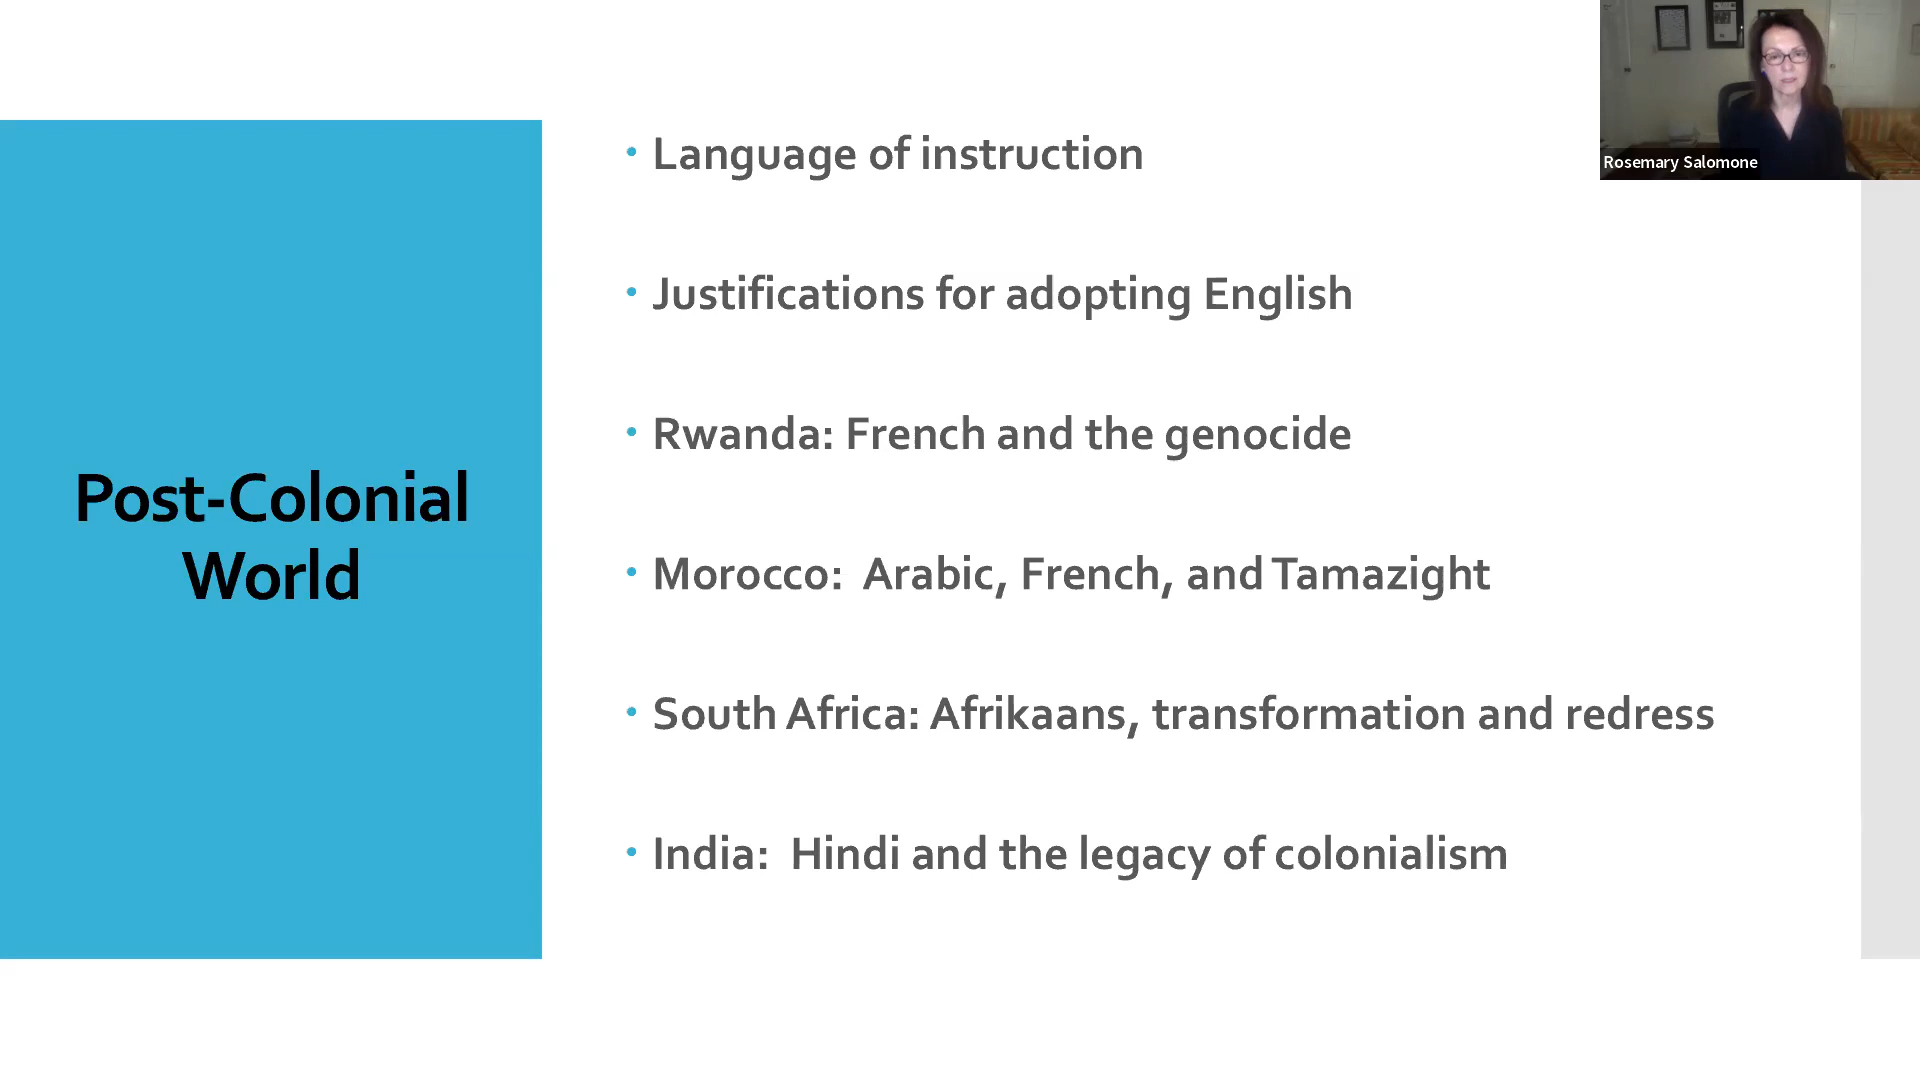 Post-Colonial
World
Language of instruction
Justifications for adopting English
Rwanda: French and the genocide
Morocco:  Arabic, French, and Tamazight
South Africa: Afrikaans, transformation and redress
India:  Hindi and the legacy of colonialism
Rosemary Salomone